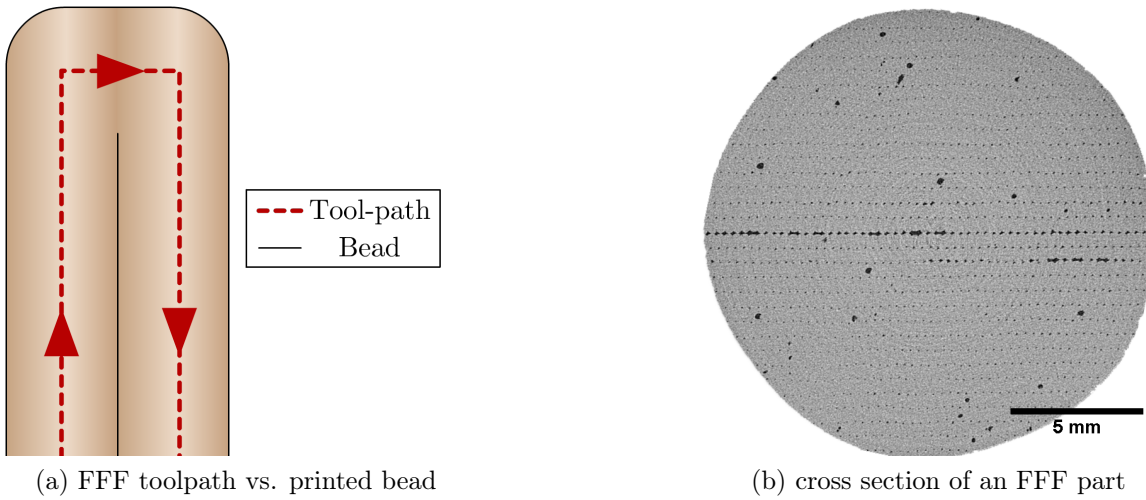 Tool-path
Bead
5 mm
(a) FFF toolpath vs. printed bead
(b) cross section of an FFF part